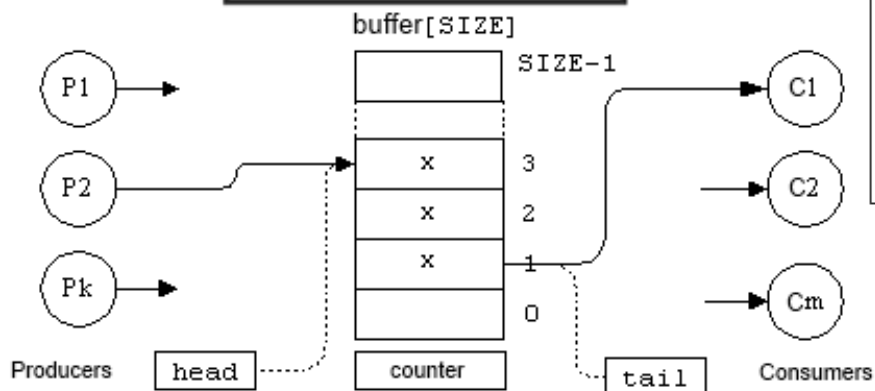 buffer[SIZE]
SIZE-1
P1
C1
x
3
P2
x
2
C2
x
1
Pk
0
Cm
Producers
head
counter
tail
Consumers